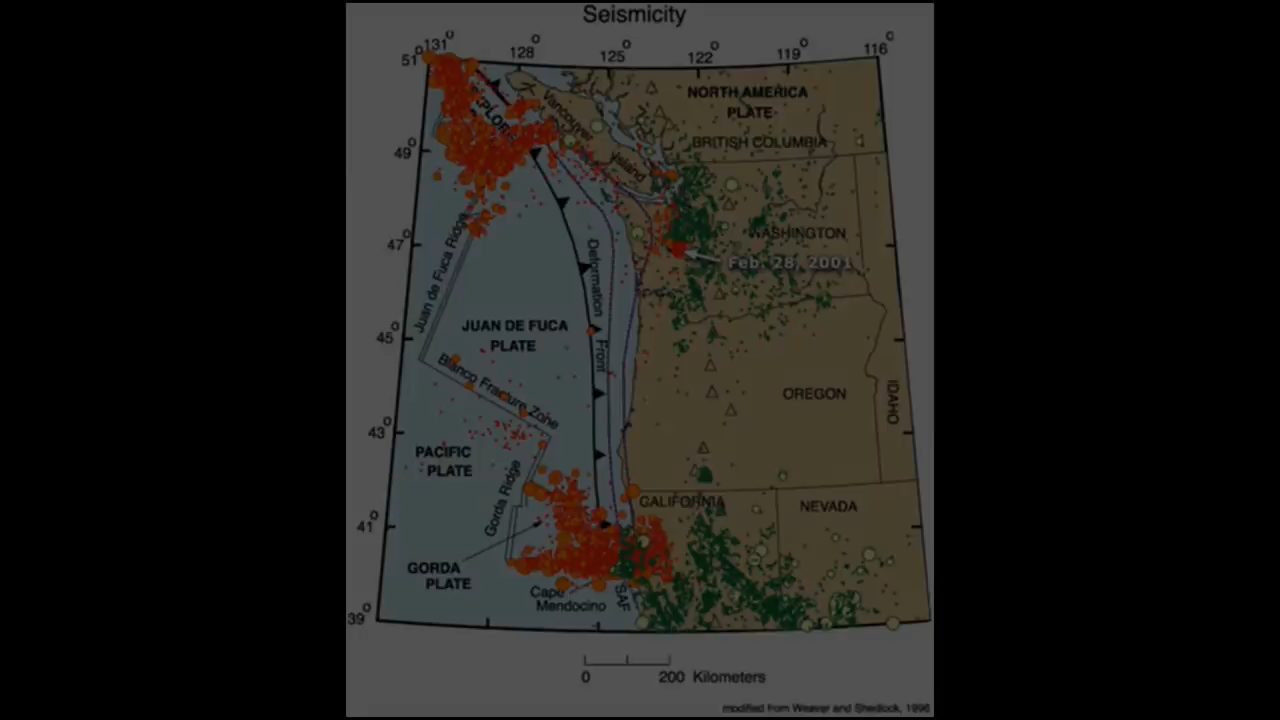 Seismicity
131°
128°
125°
122°
119°
116°
51°
NORTH AMERICA
PLATE
BRITISH COLUMBIA
Vancouver
Island
49°
WASHINGTON
47°
Feb. 28, 2001
Juan de Fuca Ridge
Deformation
Front
JUAN DE FUCA
PLATE
45°
Blanco Fracture Zone
OREGON
IDAHO
43°
PACIFIC
PLATE
Gorda Ridge
CALIFORNIA
NEVADA
41°
GORDA
PLATE
Cape
Mendocino
SAF
39°
0 200 Kilometers
modified from Weaver and Shedlock, 1996